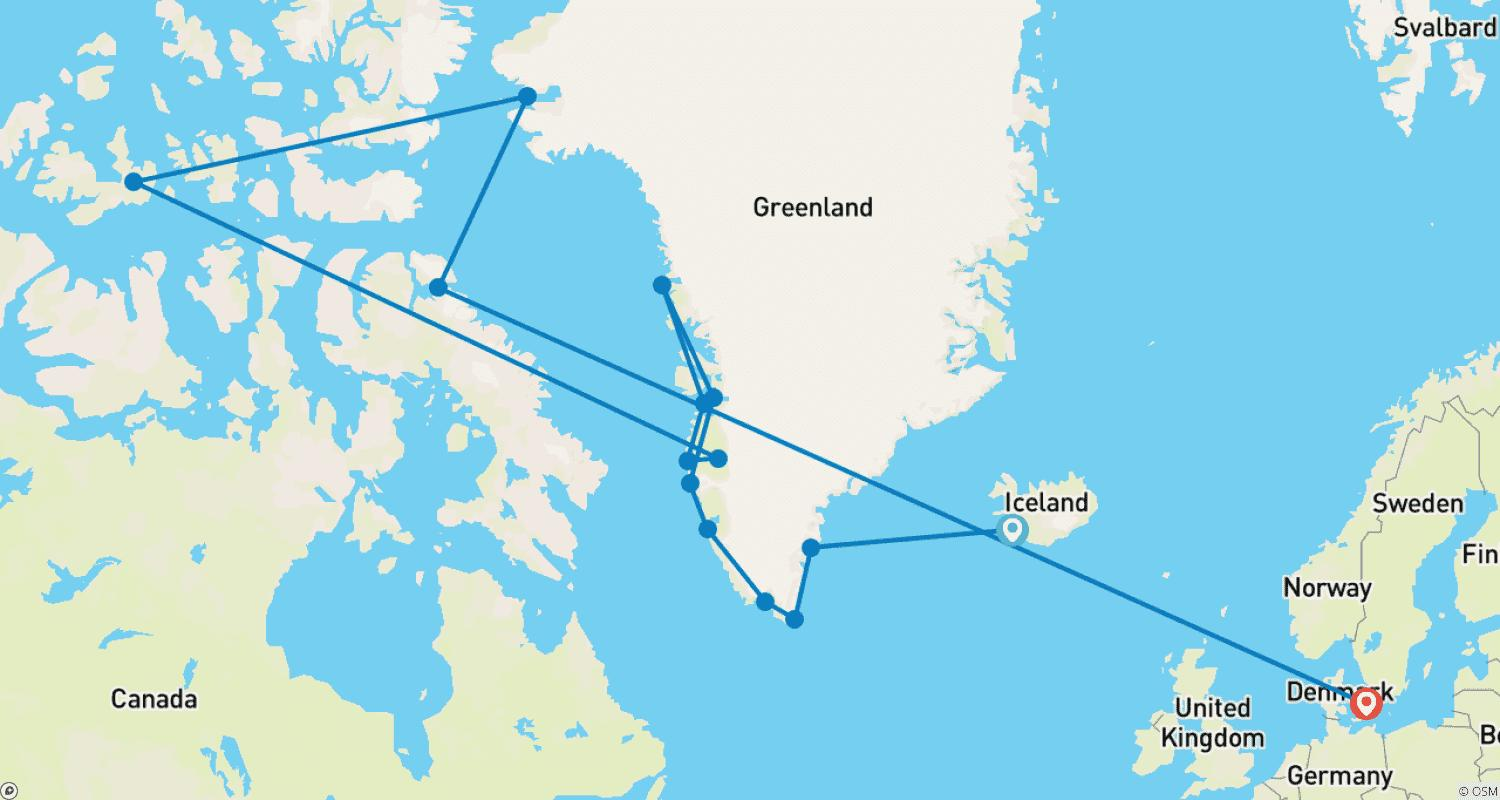 Svalbard
Greenland
Iceland
Sweden
Fin
Norway
Denmark
Canada
United
Kingdom
Be
Germany
© OSM